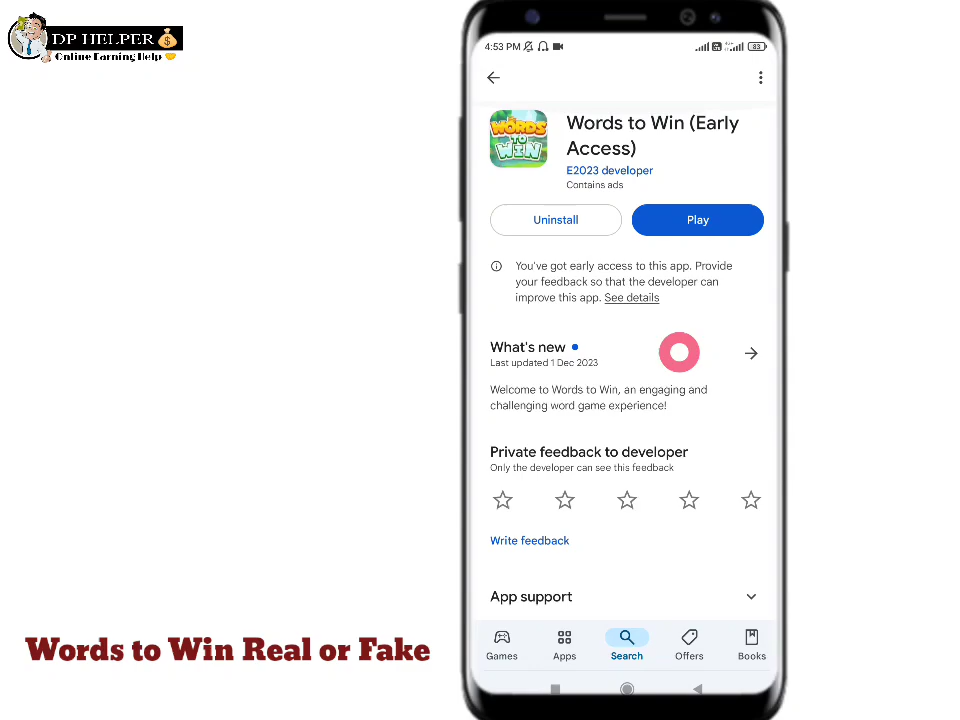 DP HELPER
Online Earning Help
4:53 PM
83
WORDS TO WIN
Words to Win (Early
Access)
E2023 developer
Contains ads
Uninstall
Play
You've got early access to this app. Provide
your feedback so that the developer can
improve this app. See details
What's new
Last updated 1 Dec 2023
Welcome to Words to Win, an engaging and
challenging word game experience!
Private feedback to developer
Only the developer can see this feedback
Write feedback
App support
Words to Win Real or Fake
Games
Apps
Search
Offers
Books